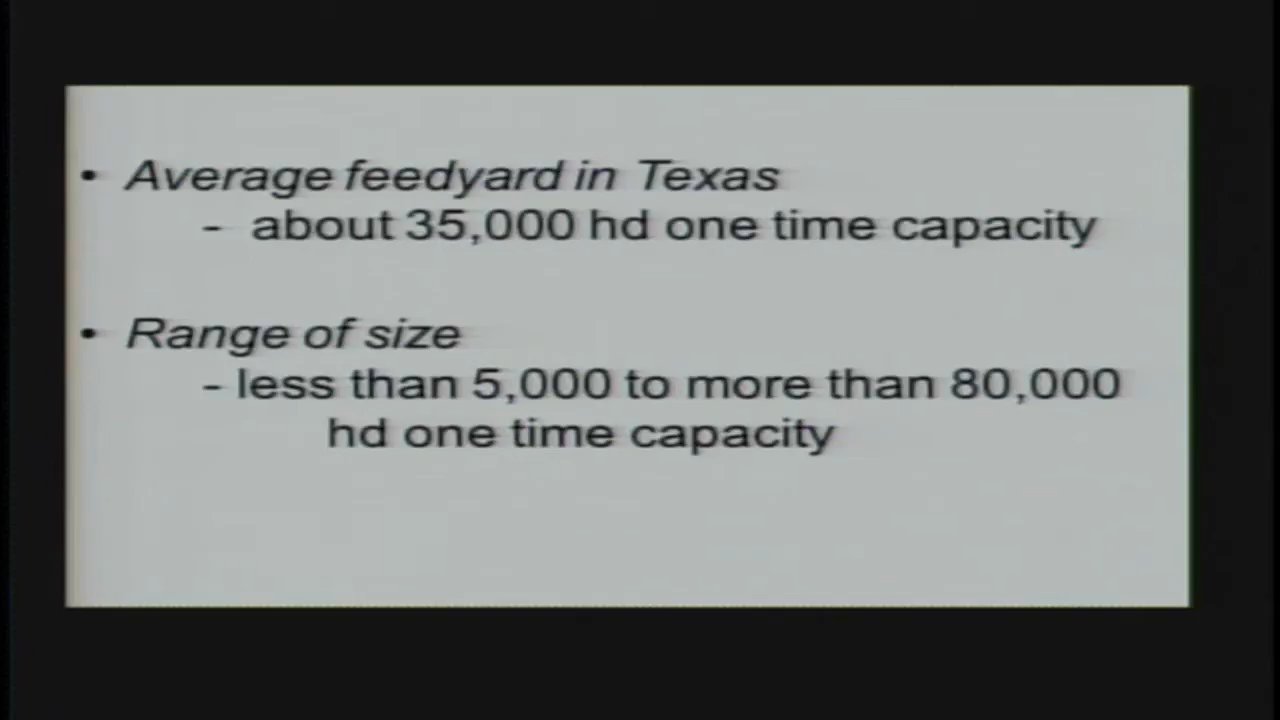 • Average feedyard in Texas
- about 35,000 hd one time capacity
• Range of size
- less than 5,000 to more than 80,000
hd one time capacity